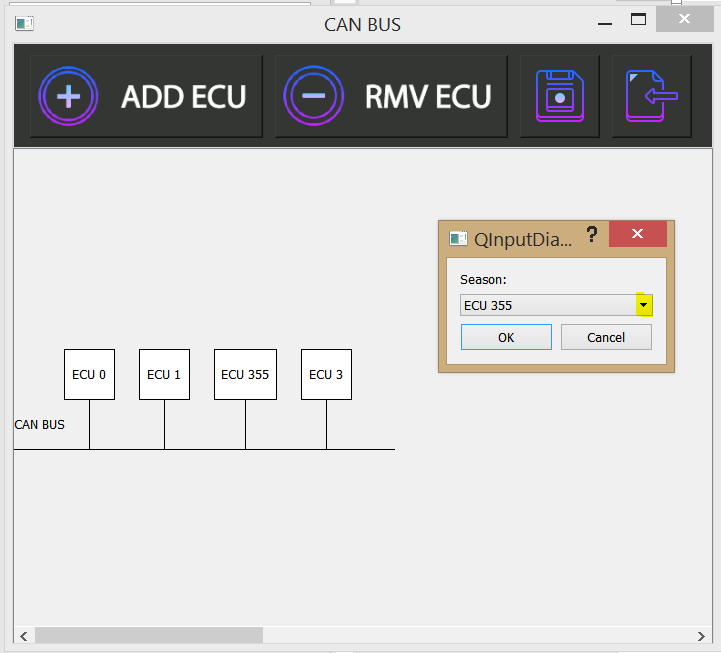 CAN BUS
ADD ECU
RMV ECU
QInputDia...
Season:
ECU 355
OK
Cancel
ECU 0
ECU 1
ECU 355
ECU 3
CAN BUS